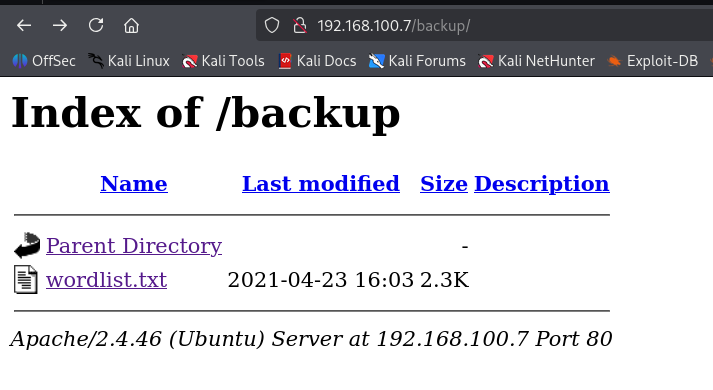 192.168.100.7/backup/
OffSec Kali Linux Kali Tools Kali Docs Kali Forums Kali NetHunter Exploit-DB
Index of /backup
Name Last modified Size Description
Parent Directory -
wordlist.txt 2021-04-23 16:03 2.3K
Apache/2.4.46 (Ubuntu) Server at 192.168.100.7 Port 80